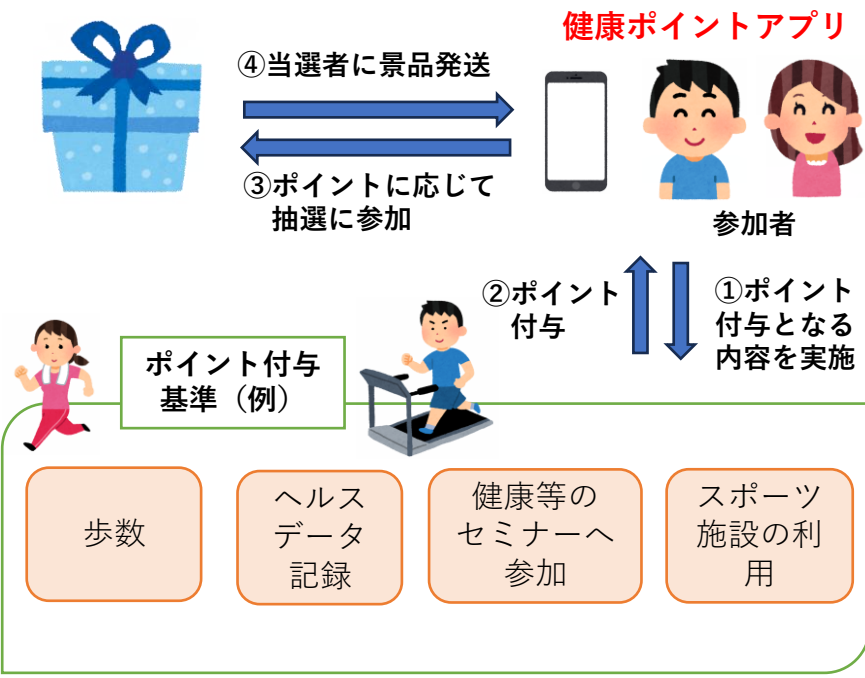 健康ポイントアプリ
④当選者に景品発送
③ポイントに応じて
抽選に参加
参加者
②ポイント
付与
①ポイント
付与となる
内容を実施
ポイント付与
基準（例）
歩数
ヘルス
データ
記録
健康等の
セミナーへ
参加
スポーツ
施設の利
用